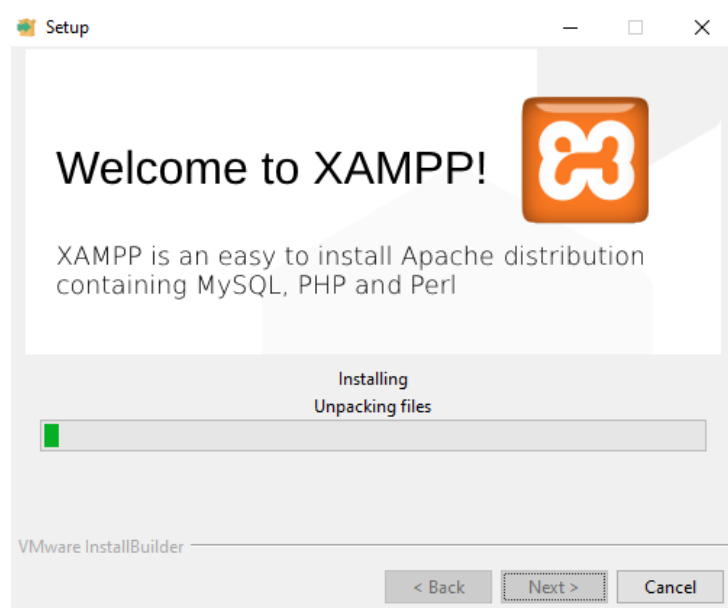 Setup
Welcome to XAMPP!
XAMPP is an easy to install Apache distribution
containing MySQL, PHP and Perl
Installing
Unpacking files
VMware InstallBuilder
< Back
Next >
Cancel